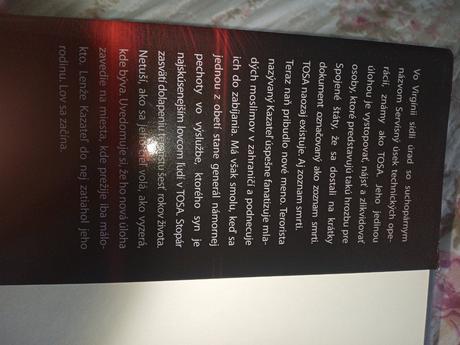 Vo Virgínii sídli úrad so suchopárnym
názvom Servisný úsek technických ope-
rácií, známy ako TOSA. Jeho jedinou
úlohou je vystopovať, nájsť a zlikvidovať
osoby, ktoré predstavujú takú hrozbu pre
Spojené štáty, že sa dostali na krátky
dokument označovaný ako zoznam smrti.
TOSA naozaj existuje. Aj zoznam smrti.
Teraz naň pribudlo nové meno. Terorista
nazývaný Kazateľ úspešne fanatizuje mla-
dých moslimov v zahraničí a podnecuje
ich do zabíjania. Má však smolu, keď sa
jednou z obetí stane generál námornej
pechoty vo výslužbe, ktorého syn je
najskúsenejším lovcom ľudí v TOSA. Stopár
zasvätí dolapeniu teroristu šesť rokov života.
Netuší, ako sa jeho cieľ volá, ako vyzerá,
kde býva. Uvedomuje si, že ho nová úloha
zavedie na miesta, kde prežije iba málo-
kto. Lenže Kazateľ do nej zatiahol jeho
rodinu. Lov sa začína.